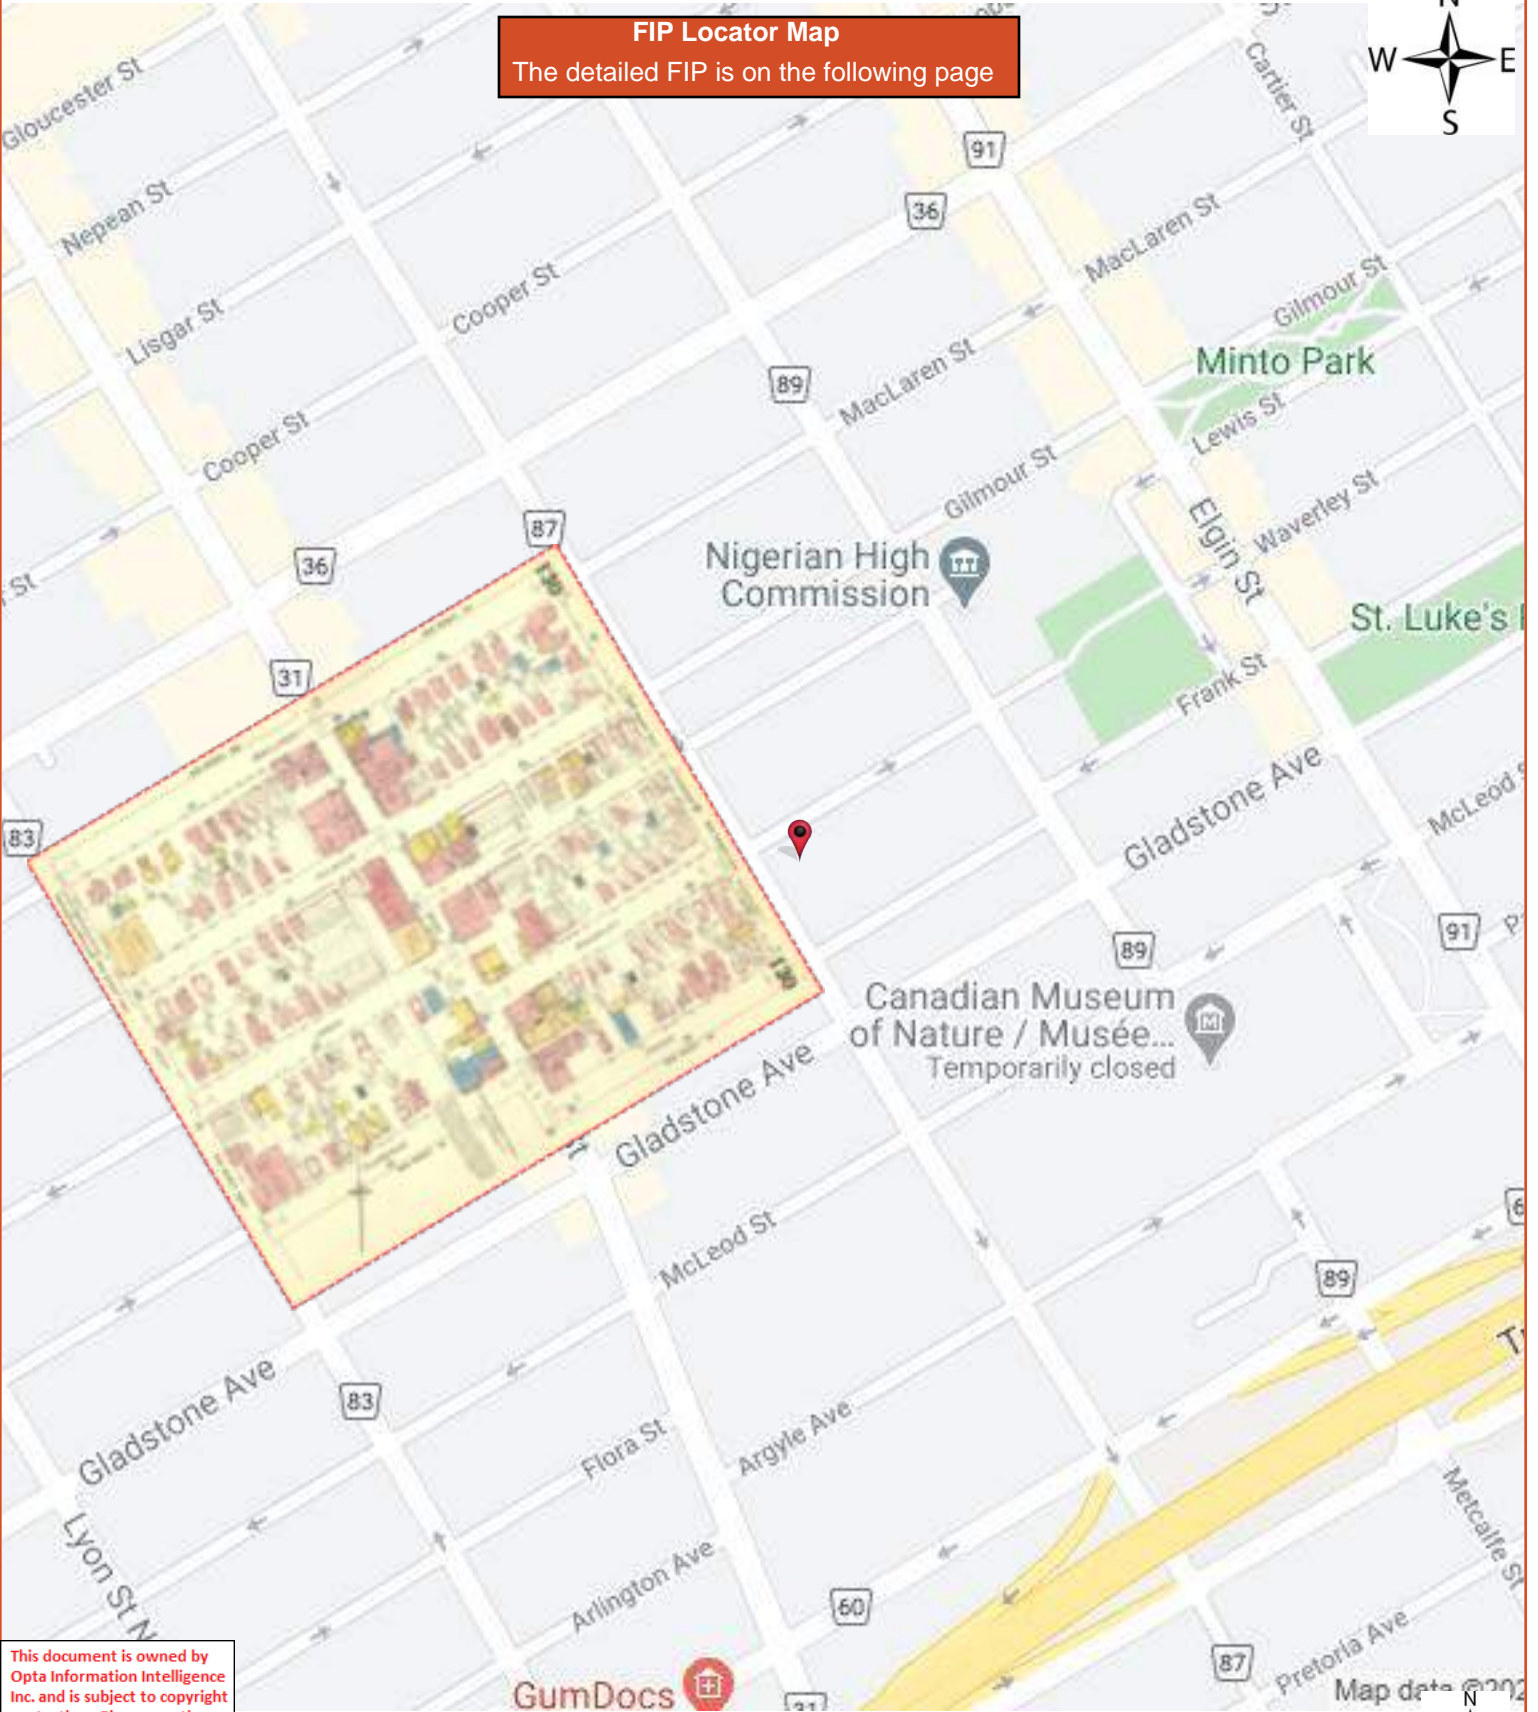 FIP Locator Map
The detailed FIP is on the following page
N
W
E
S
Gloucester St
Cartier St
91
36
Nepean St
MacLaren St
Gilmour St
Cooper St
Lisgar St
Minto Park
MacLaren St
89
Lewis St
Cooper St
Gilmour St
Waverley St
Elgin St
87
36
Nigerian High
Commission
St
St. Luke's
31
130
Frank St
Gladstone Ave
McLeod
83
91
89
130
Canadian Museum
of Nature / Musée...
Temporarily closed
Gladstone Ave
McLeod St
89
Gladstone Ave
83
Flora St
Argyle Ave
Lyon St N
Metcalfe St
Arlington Ave
60
87
Pretoria Ave
GumDocs
31
Map data
N
This document is owned by
Opta Information Intelligence
Inc. and is subject to copyright